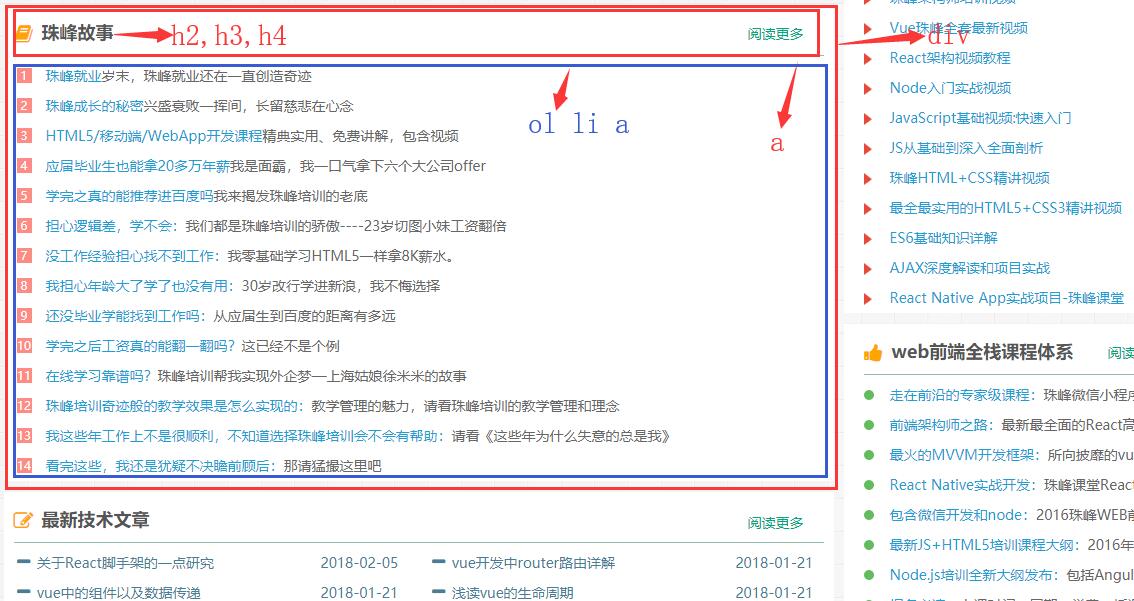 珠峰故事
h2,h3,h4
阅读更多
1 珠峰就业岁末，珠峰就业还在一直创造奇迹
2 珠峰成长的秘密兴盛衰败一挥间，长留慈悲在心念
3 HTML5/移动端/WebApp开发课程精典实用、免费讲解，包含视频
4 应届毕业生也能拿20多万年薪我是面霸，我一口气拿下六个大公司offer
5 学完之真的能推荐进百度吗我来揭发珠峰培训的老底
6 担心逻辑差，学不会：我们都是珠峰培训的骄傲----23岁切图小妹工资翻倍
7 没工作经验担心找不到工作：我零基础学习HTML5一样拿8K薪水。
8 我担心年龄大了学了也没有用：30岁改行学进新浪，我不悔选择
9 还没毕业学能找到工作吗：从应届生到百度的距离有多远
10 学完之后工资真的能翻一翻吗？这已经不是个例
11 在线学习靠谱吗？珠峰培训帮我实现外企梦—上海姑娘徐米米的故事
12 珠峰培训奇迹般的教学效果是怎么实现的：教学管理的魅力，请看珠峰培训的教学管理和理念
13 我这些年工作上不是很顺利，不知道选择珠峰培训会不会有帮助：请看《这些年为什么失意的总是我》
14 看完这些，我还是犹疑不决瞻前顾后：那请猛撮这里吧
ol li a
a
最新技术文章
阅读更多
关于React脚手架的一点研究 2018-02-05
vue开发中router路由详解 2018-01-21
vue中的组件以及数据传递 2018-01-21
浅谈vue的生命周期 2018-01-21
Vue珠峰全套最新视频
div
React架构视频教程
Node入门实战视频
JavaScript基础视频:快速入门
JS从基础到深入全面剖析
珠峰HTML+CSS精讲视频
最全最实用的HTML5+CSS3精讲视频
ES6基础知识详解
AJAX深度解读和项目实战
React Native App实战项目-珠峰课堂
web前端全栈课程体系
阅读
走在前沿的专家级课程：珠峰微信小程
前端架构师之路：最新最全面的React高
最火的MVVM开发框架：所向披靡的vu
React Native实战开发：珠峰课堂React
包含微信开发和node：2016珠峰WEB前
最新JS+HTML5培训课程大纲：2016年
Node.js培训全新大纲发布：包括Angul